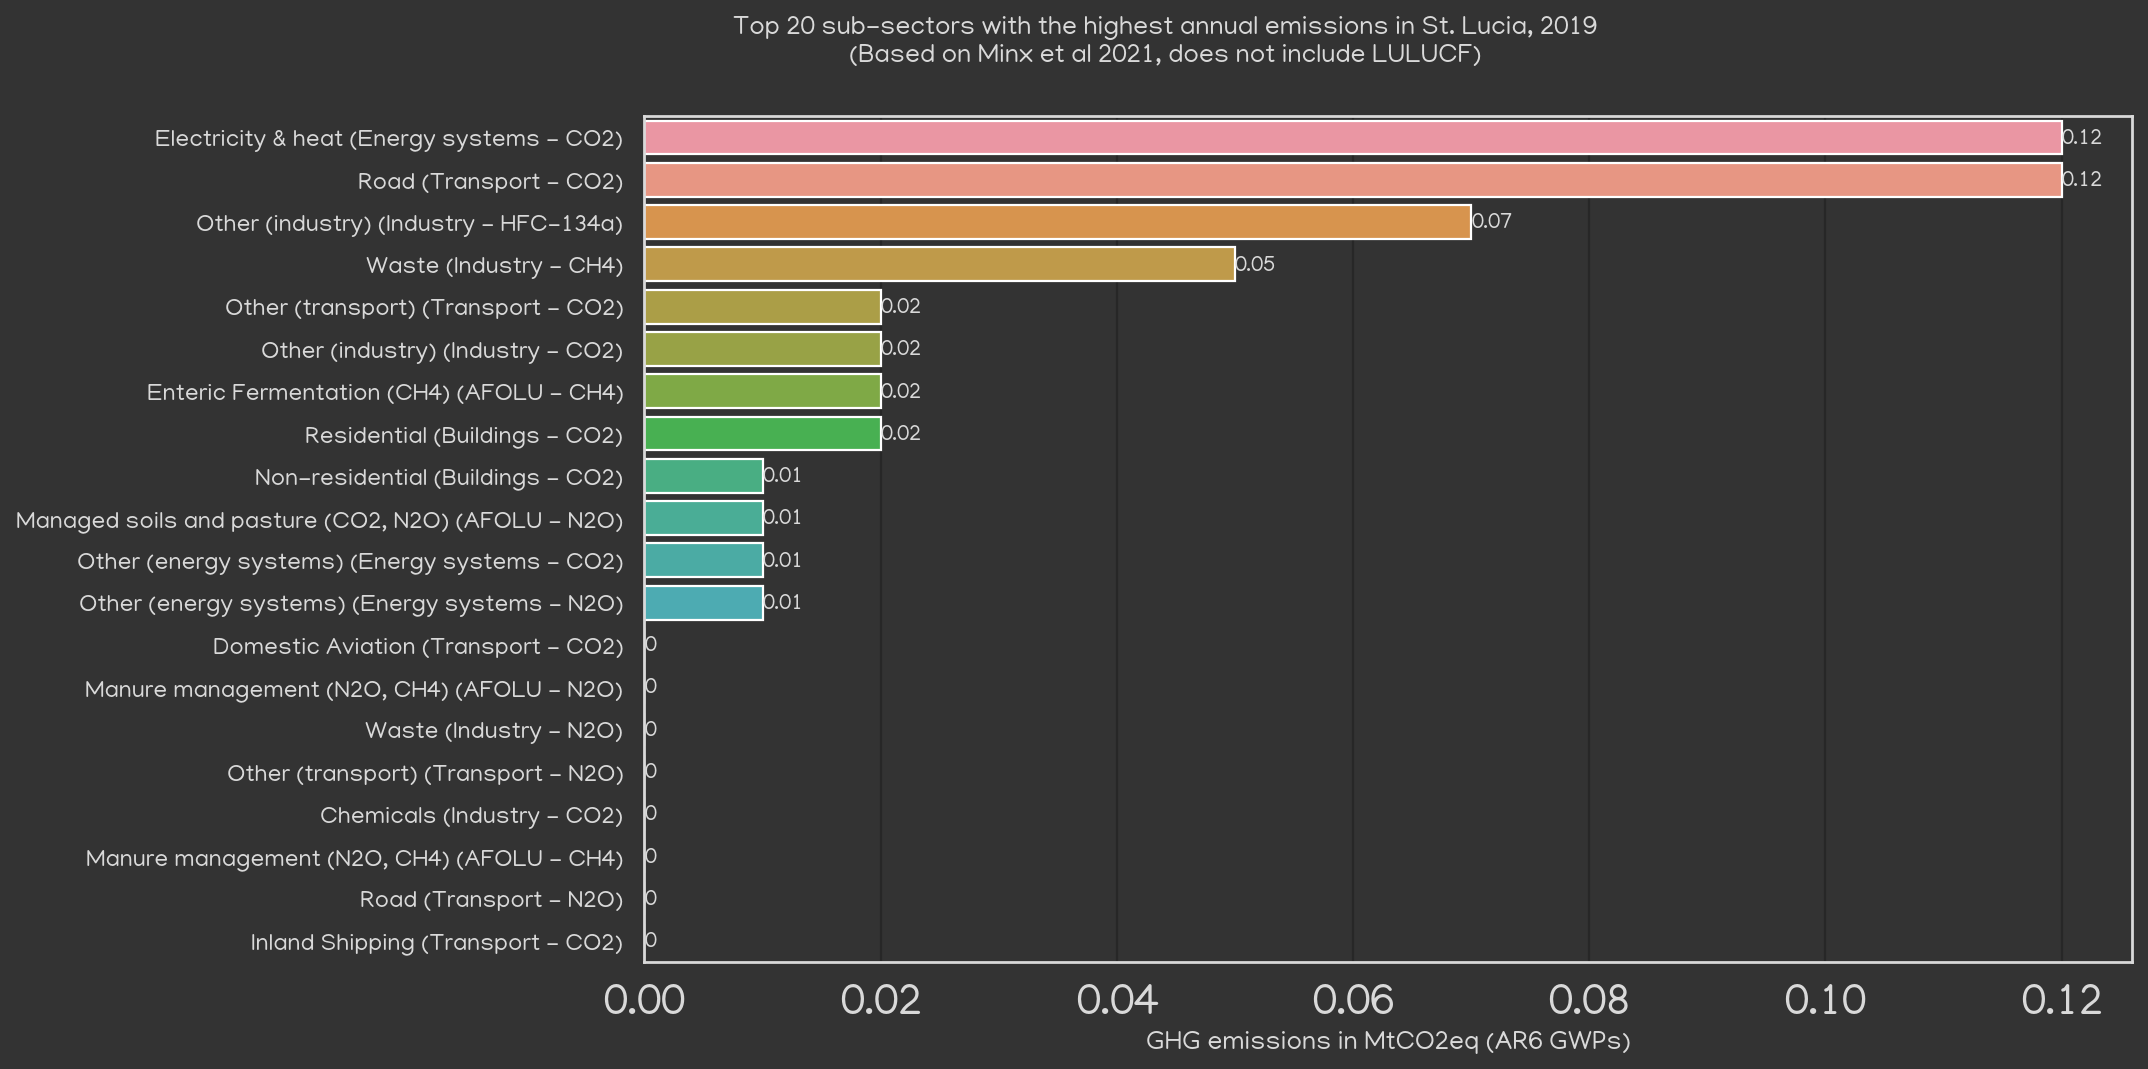 Top 20 sub-sectors with the highest annual emissions in St. Lucia, 2019
(Based on Minx et al 2021, does not include LULUCF)
Electricity & heat (Energy systems - CO2) 0.12
Road (Transport - CO2) 0.12
Other (industry) (Industry - HFC-134a) 0.07
Waste (Industry - CH4) 0.05
Other (transport) (Transport - CO2) 0.02
Other (industry) (Industry - CO2) 0.02
Enteric Fermentation (CH4) (AFOLU - CH4) 0.02
Residential (Buildings - CO2) 0.02
Non-residential (Buildings - CO2) 0.01
Managed soils and pasture (CO2, N2O) (AFOLU - N2O) 0.01
Other (energy systems) (Energy systems - CO2) 0.01
Other (energy systems) (Energy systems - N2O) 0.01
Domestic Aviation (Transport - CO2) 0
Manure management (N2O, CH4) (AFOLU - N2O) 0
Waste (Industry - N2O) 0
Other (transport) (Transport - N2O) 0
Chemicals (Industry - CO2) 0
Manure management (N2O, CH4) (AFOLU - CH4) 0
Road (Transport - N2O) 0
Inland Shipping (Transport - CO2) 0
0.00 0.02 0.04 0.06 0.08 0.10 0.12
GHG emissions in MtCO2eq (AR6 GWPs)